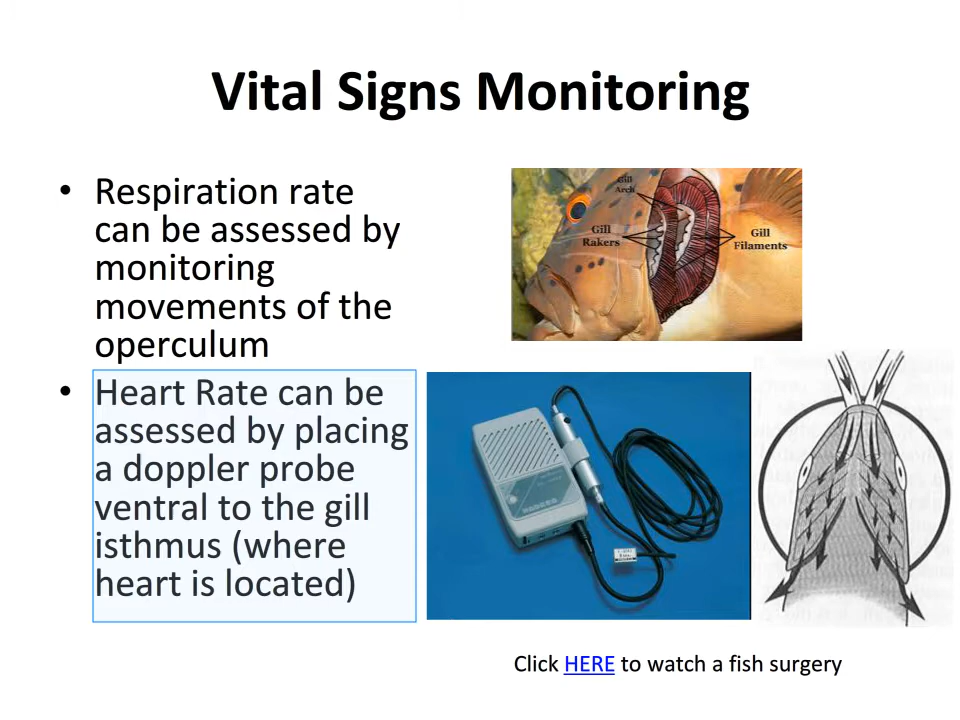 Vital Signs Monitoring
• Respiration rate
can be assessed by
monitoring
movements of the
operculum
• Heart Rate can be
assessed by placing
a doppler probe
ventral to the gill
isthmus (where
heart is located)
Gill
Arch
Gill
Rakers
Gill
Filaments
Click HERE to watch a fish surgery